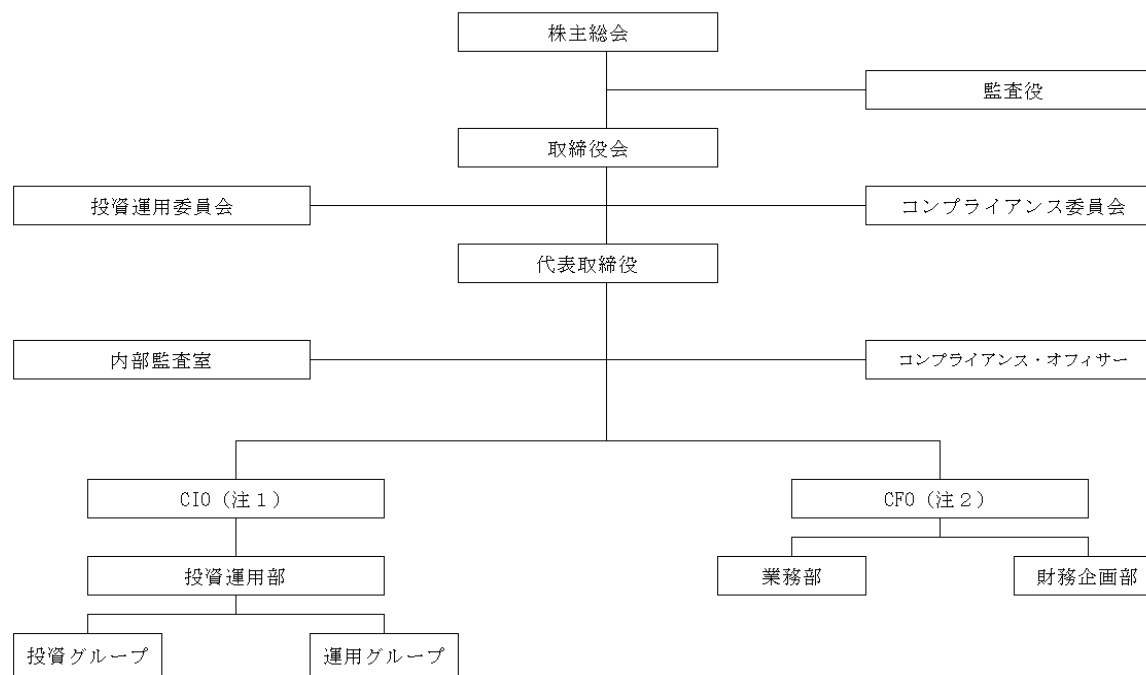 株主総会
監査役
取締役会
投資運用委員会
コンプライアンス委員会
代表取締役
内部監査室
コンプライアンス・オフィサー
CIO（注１）
CFO（注２）
投資運用部
業務部
財務企画部
投資グループ
運用グループ